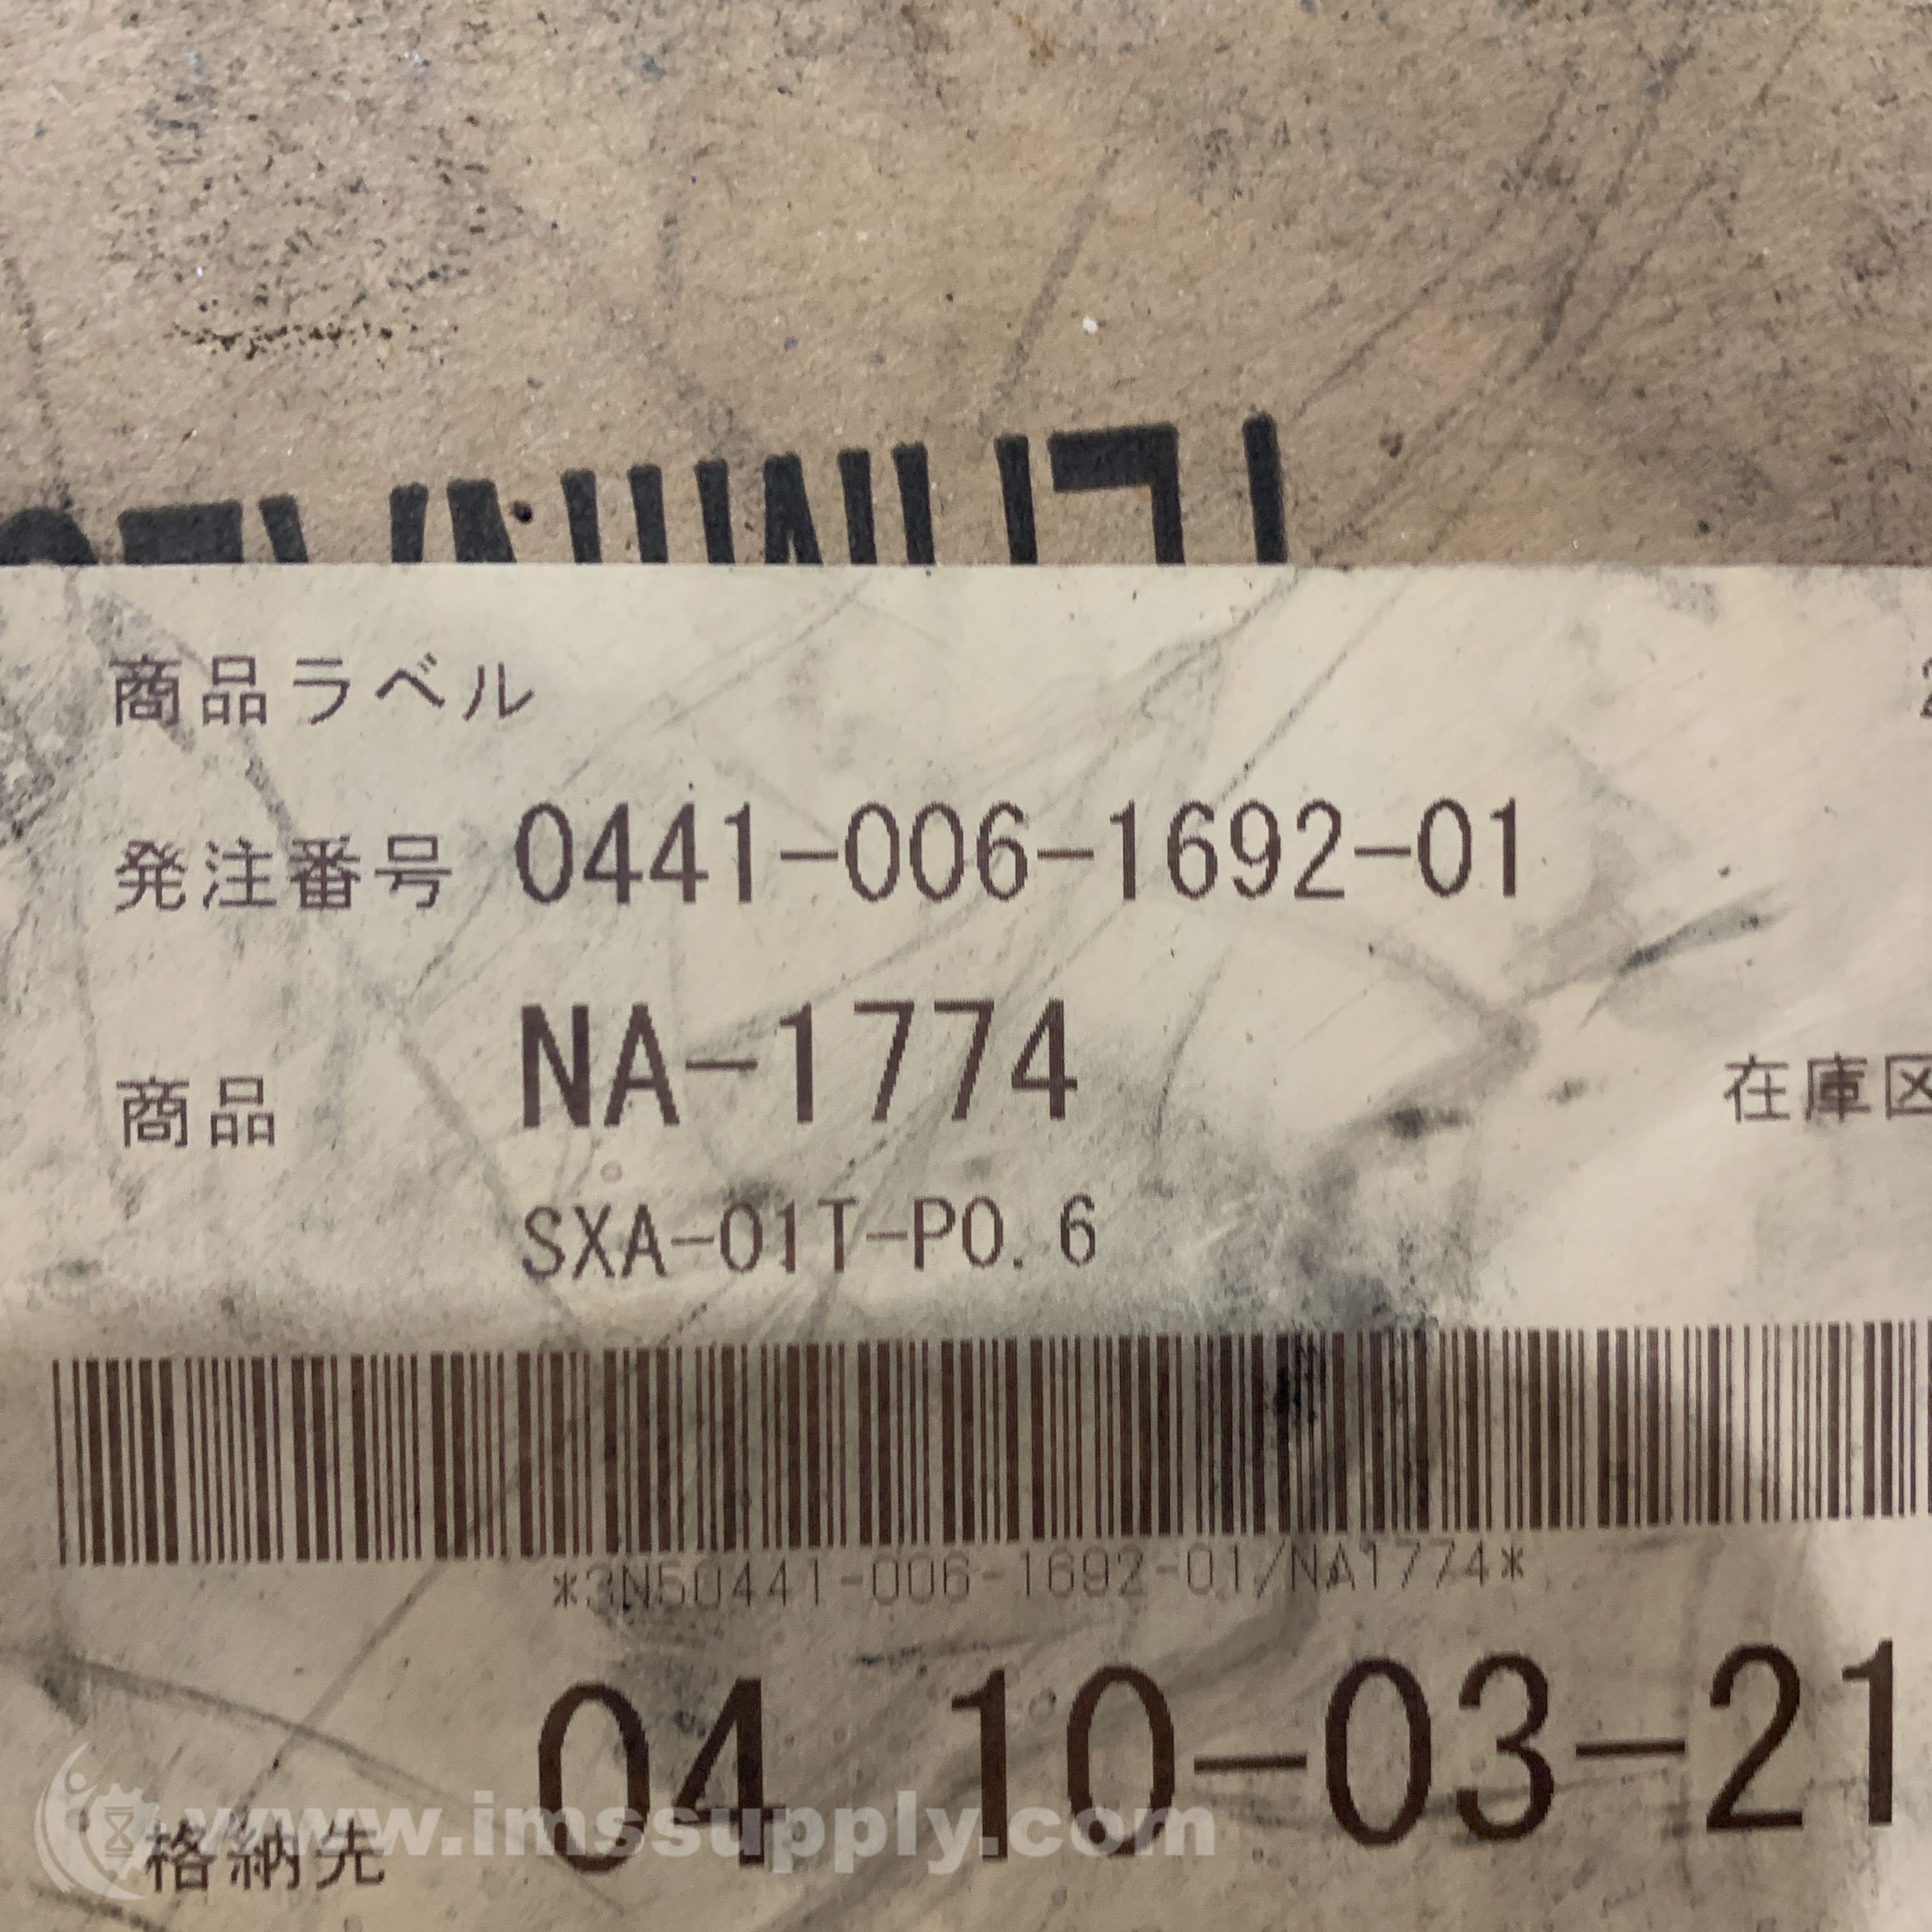 商品ラベル
発注番号 0441-006-1692-01
商品 NA-1774
在庫区
SXA-01T-P0.6
*3N50441-006-1692-01/NA1774*
格納先 04 10-03-21
www.imssupply.com